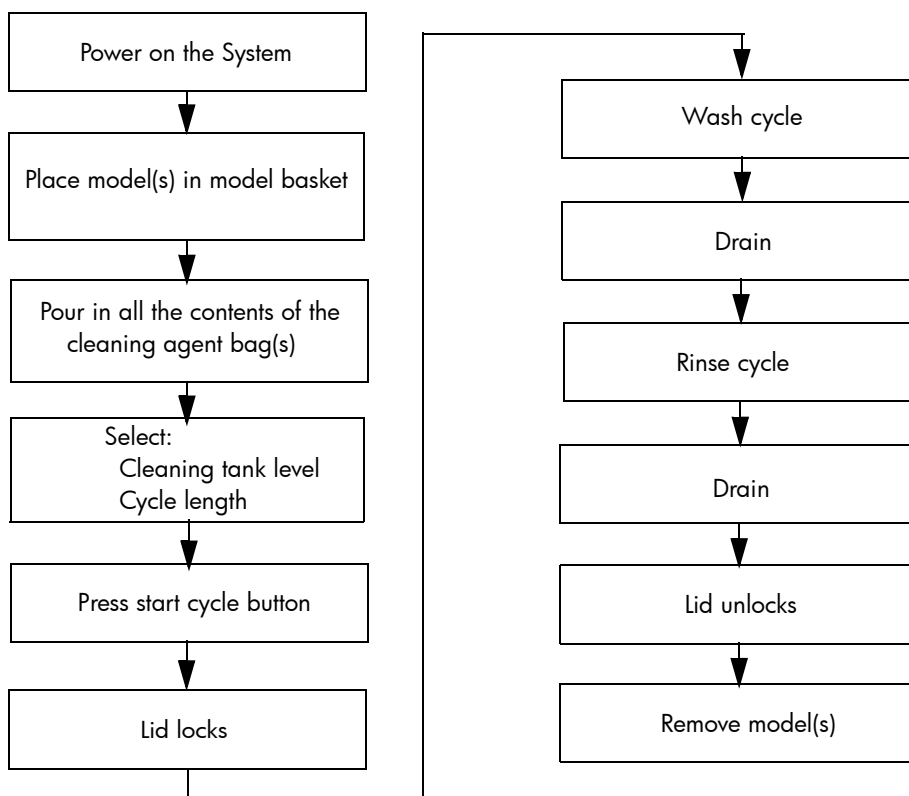 Power on the System
Place model(s) in model basket
Pour in all the contents of the
cleaning agent bag(s)
Select:
Cleaning tank level
Cycle length
Press start cycle button
Lid locks
Wash cycle
Drain
Rinse cycle
Drain
Lid unlocks
Remove model(s)